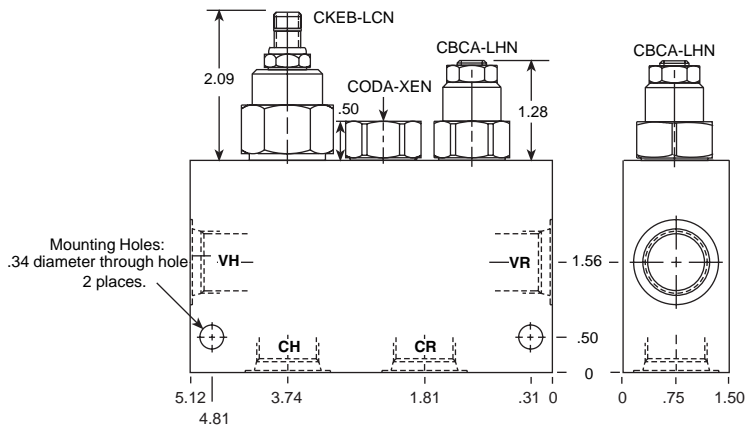 CKEB-LCN
CBCA-LHN
CBCA-LHN
2.09
CODA-XEN
.50
1.28
Mounting Holes:
.34 diameter through hole
2 places.
VH
VR
1.56
CH
CR
.50
0
5.12
3.74
1.81
.31
0
0
.75
1.50
4.81